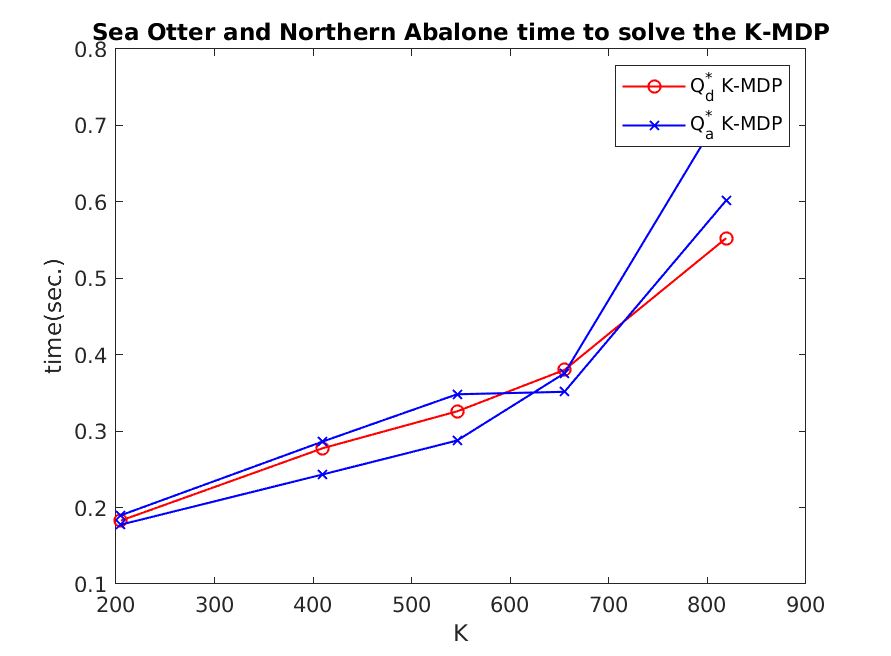 Sea Otter and Northern Abalone time to solve the K-MDP
Q*d K-MDP
Q*a K-MDP
time(sec.)
0.8
0.7
0.6
0.5
0.4
0.3
0.2
0.1
200 300 400 500 600 700 800 900
K